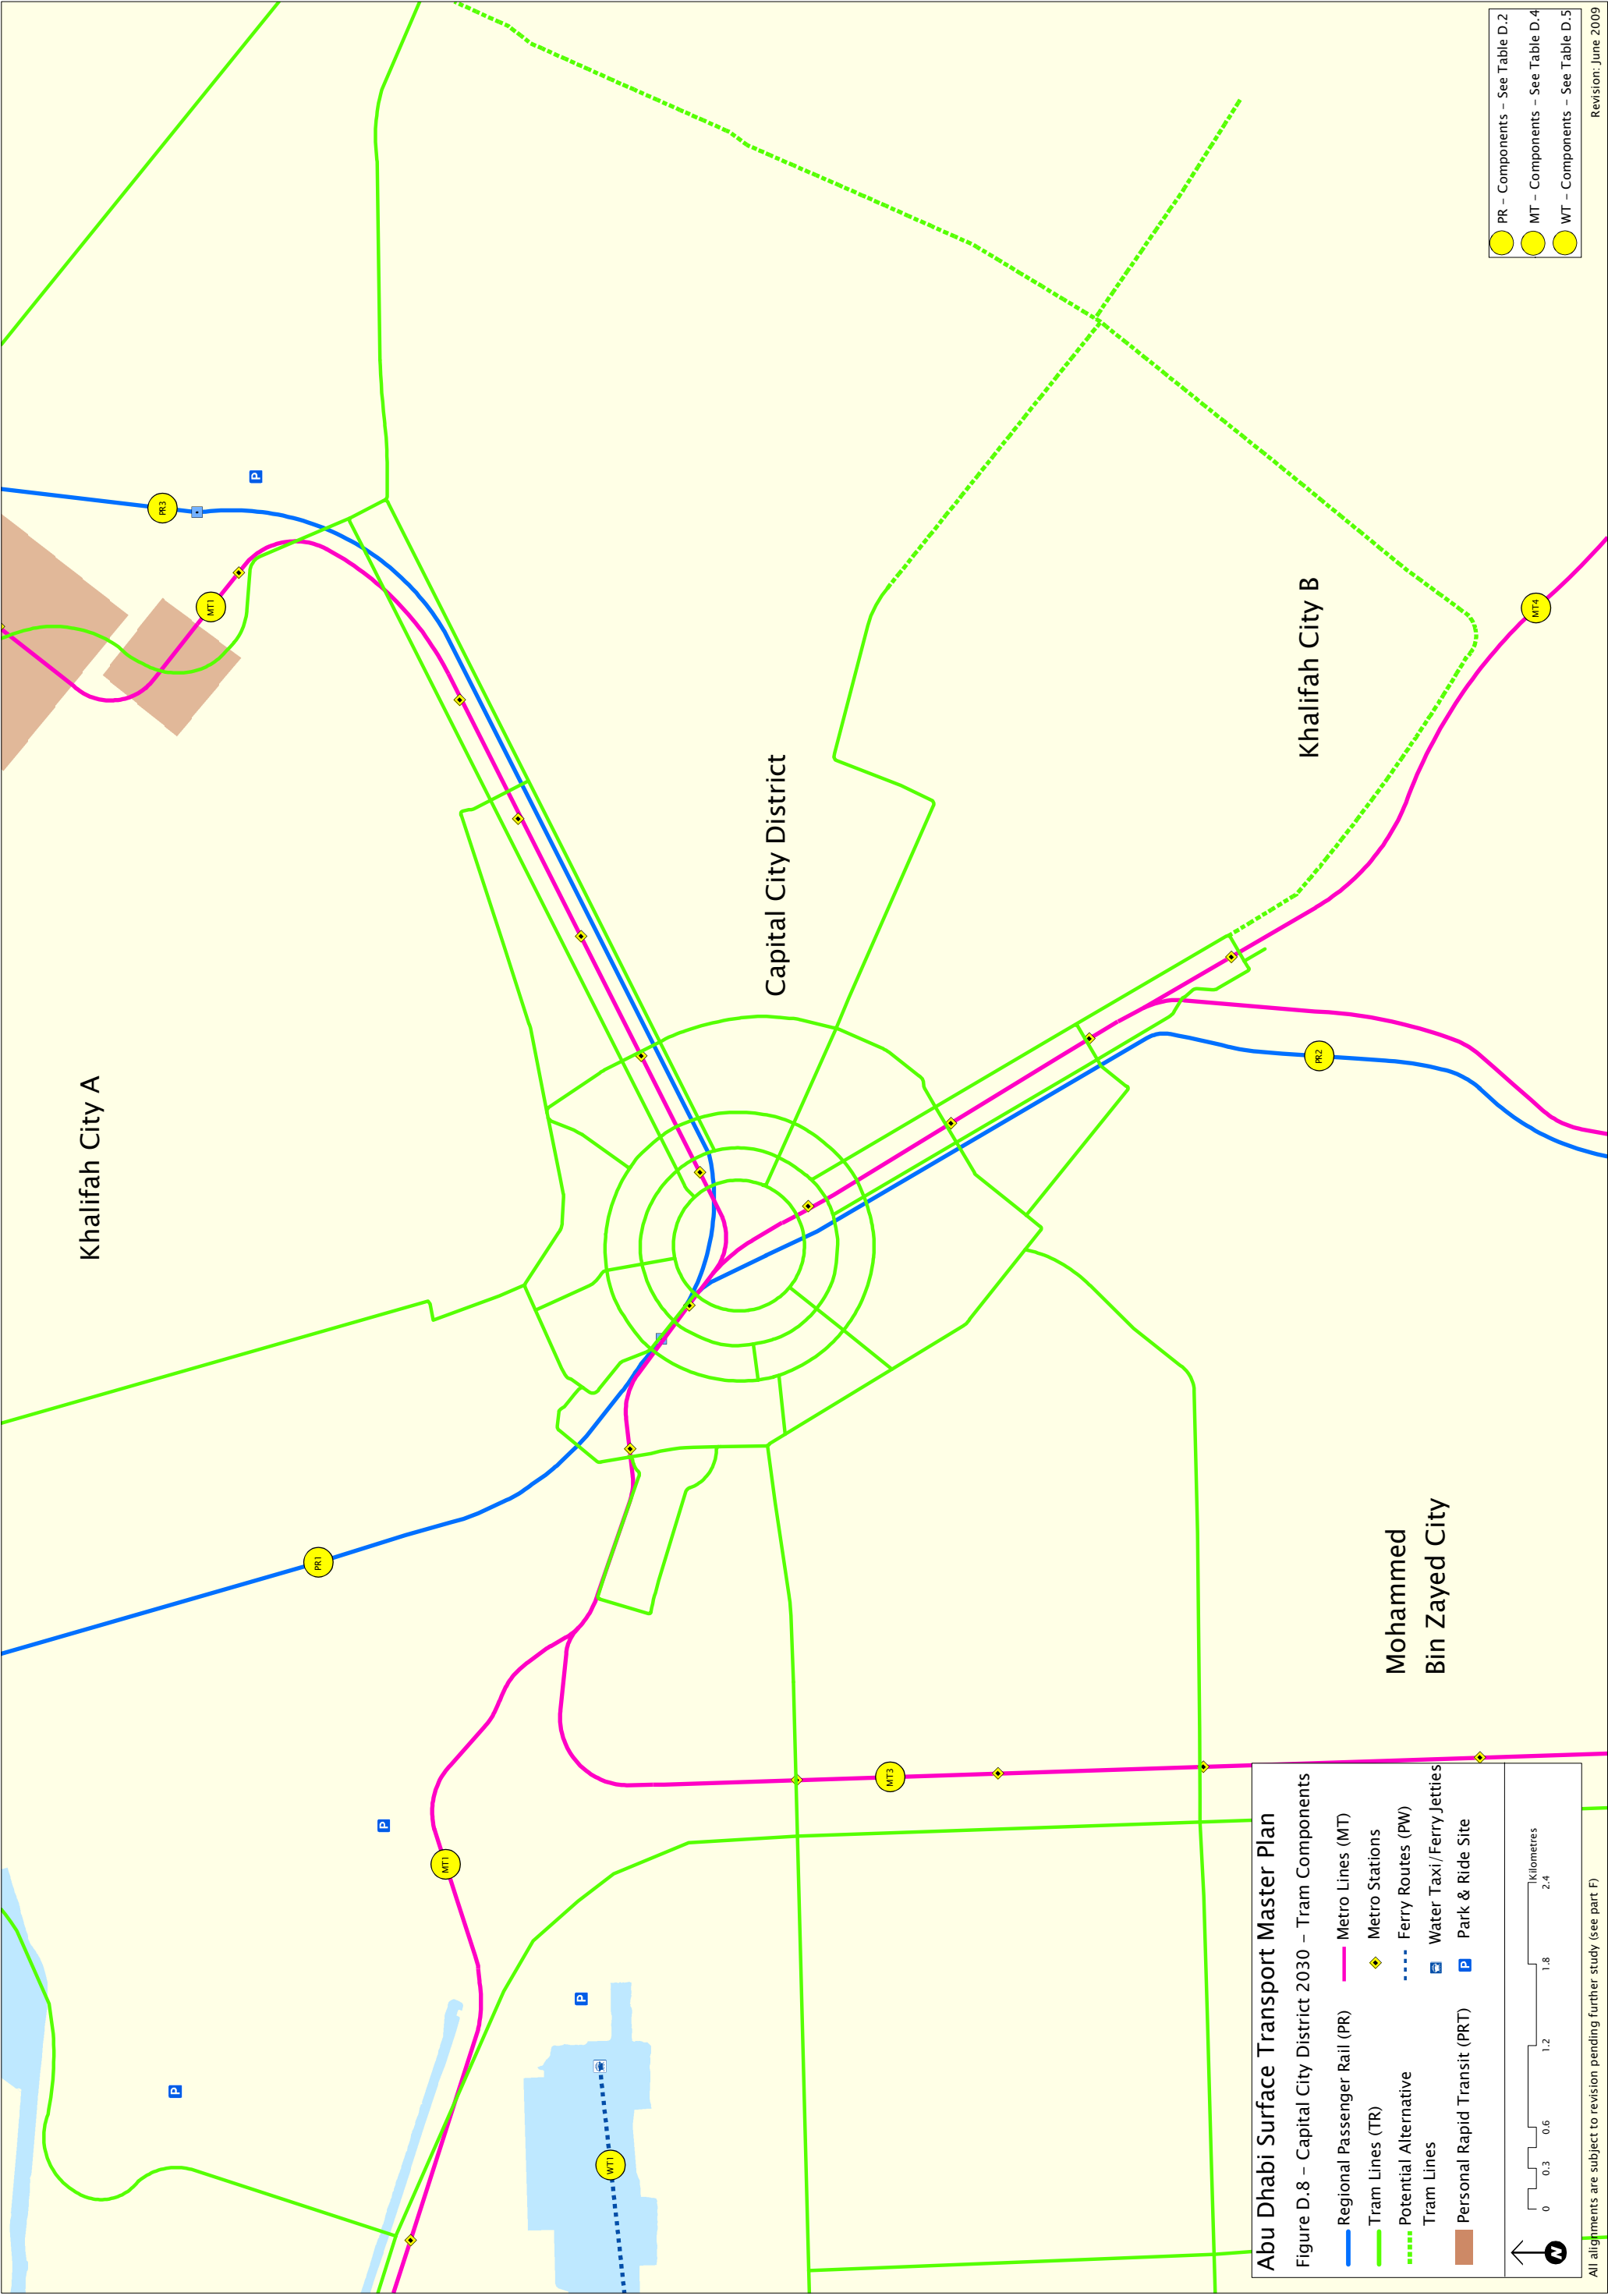 Khalifah City A
PR3
MT1
Capital City District
Khalifah City B
MT4
PR2
PR1
MT1
MT3
WT1
Mohammed
Bin Zayed City
P
P
P
P
PR – Components – See Table D.2
MT – Components – See Table D.4
WT – Components – See Table D.5
Revision: June 2009
Abu Dhabi Surface Transport Master Plan
Figure D.8 – Capital City District 2030 – Tram Components
Regional Passenger Rail (PR)
Tram Lines (TR)
Potential Alternative
Tram Lines
Personal Rapid Transit (PRT)
Metro Lines (MT)
Metro Stations
Ferry Routes (PW)
Water Taxi/Ferry Jetties
P Park & Ride Site
N
Kilometres
0 0.3 0.6 1.2 1.8 2.4
All alignments are subject to revision pending further study (see part F)